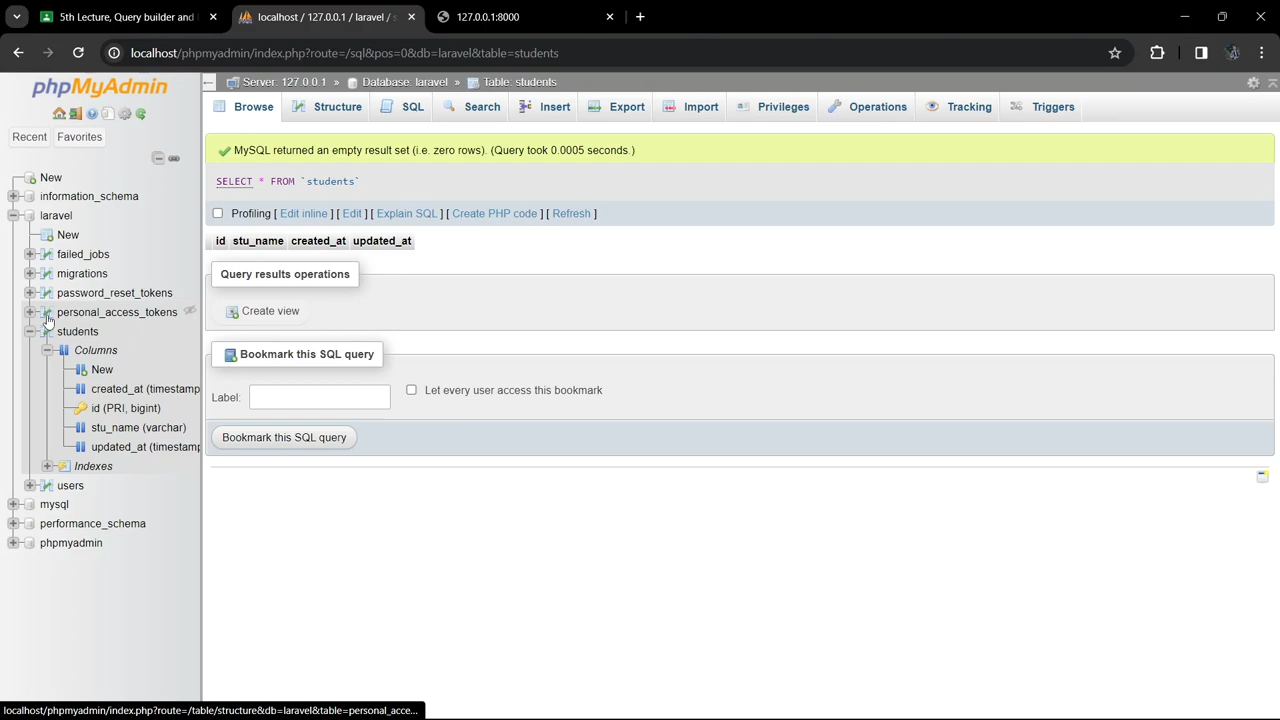 5th Lecture, Query builder and
localhost / 127.0.0.1 / laravel / s
127.0.0.1:8000
localhost/phpmyadmin/index.php?route=/sql&pos=0&db=laravel&table=students
phpMyAdmin
Recent Favorites
New
information_schema
laravel
New
failed_jobs
migrations
password_reset_tokens
personal_access_tokens
students
Columns
New
created_at (timestamp
id (PRI, bigint)
stu_name (varchar)
updated_at (timestamp
Indexes
users
mysql
performance_schema
phpmyadmin
Server: 127.0.0.1 » Database: laravel » Table: students
Browse Structure SQL Search Insert Export Import Privileges Operations Tracking Triggers
MySQL returned an empty result set (i.e. zero rows). (Query took 0.0005 seconds.)
SELECT * FROM `students`
Profiling [ Edit inline ] [ Edit ] [ Explain SQL ] [ Create PHP code ] [ Refresh ]
id stu_name created_at updated_at
Query results operations
Create view
Bookmark this SQL query
Label: Let every user access this bookmark
Bookmark this SQL query
localhost/phpmyadmin/index.php?route=/table/structure&db=laravel&table=personal_acce...